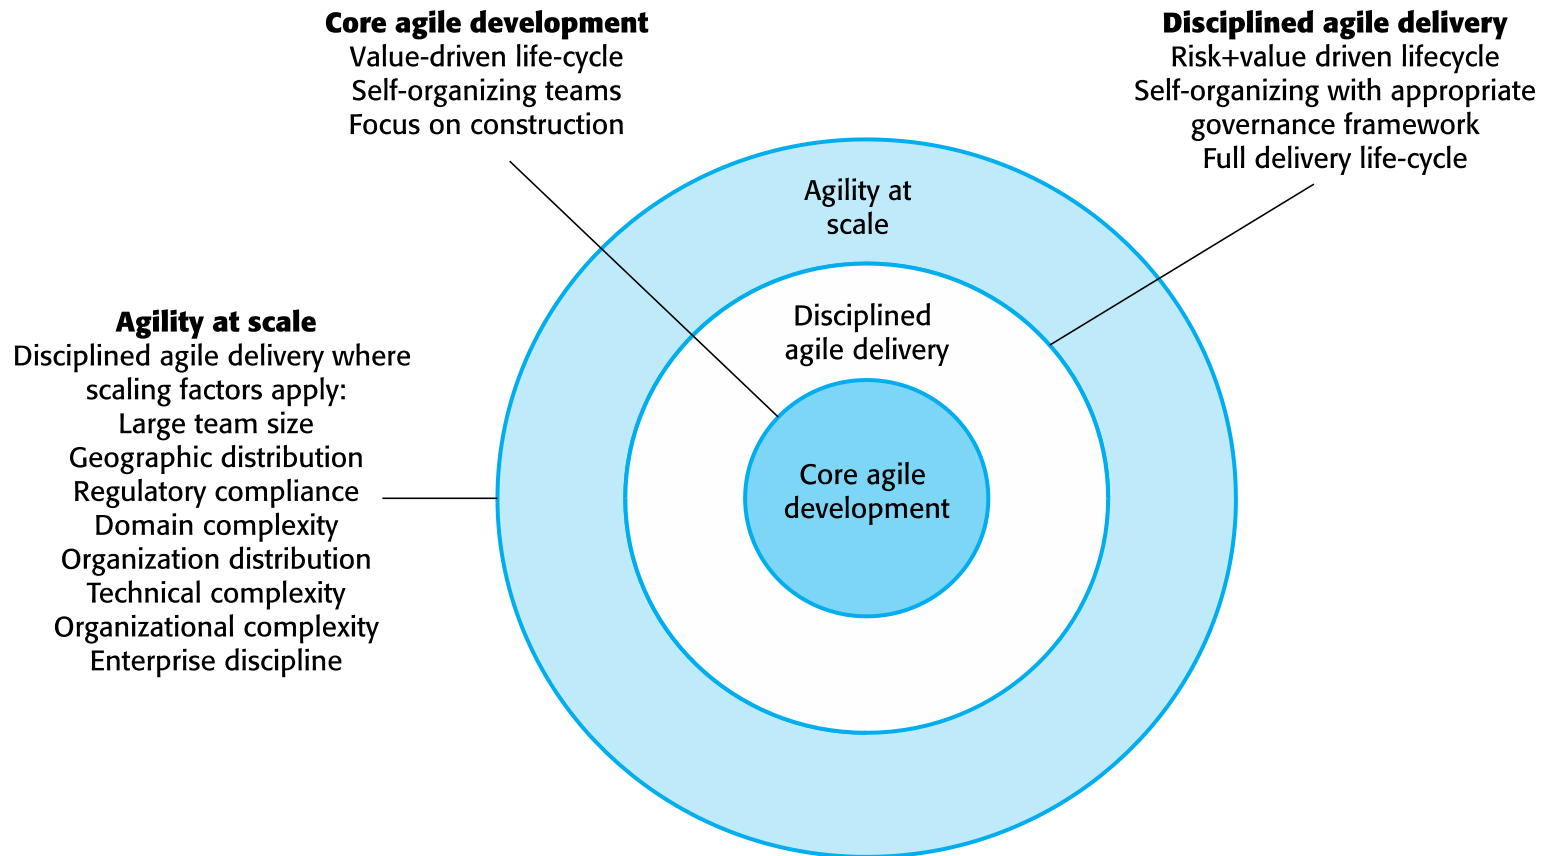 Core agile development
Value-driven life-cycle
Self-organizing teams
Focus on construction
Disciplined agile delivery
Risk+value driven lifecycle
Self-organizing with appropriate
governance framework
Full delivery life-cycle
Agility at scale
Disciplined agile delivery where
scaling factors apply:
Large team size
Geographic distribution
Regulatory compliance
Domain complexity
Organization distribution
Technical complexity
Organizational complexity
Enterprise discipline
Agility at
scale
Disciplined
agile delivery
Core agile
development